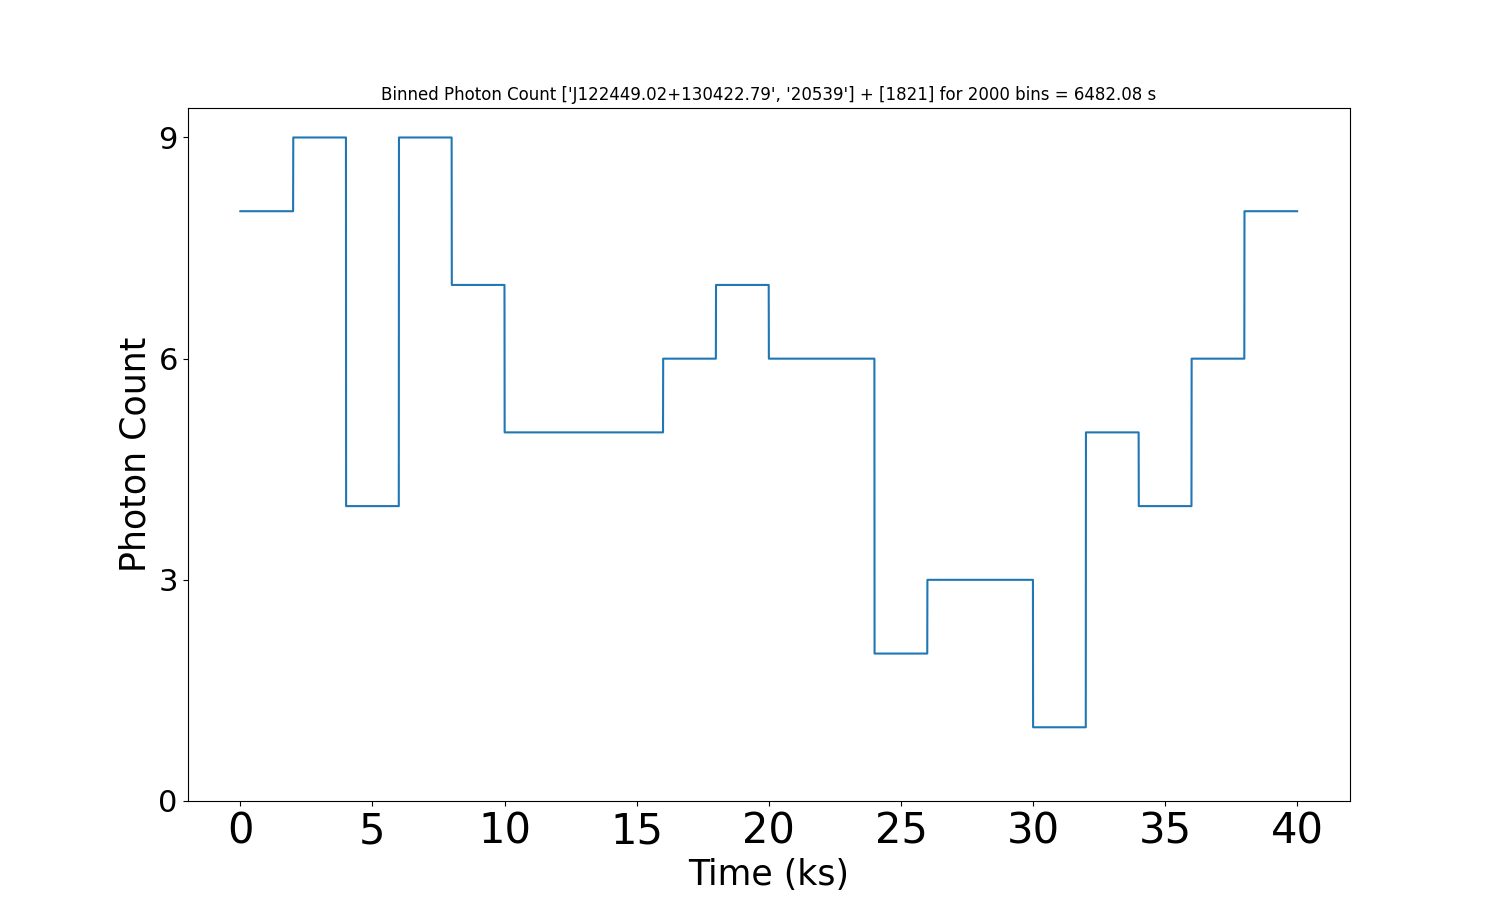 Binned Photon Count ['J122449.02+130422.79', '20539'] + [1821] for 2000 bins = 6482.08 s
9
6
3
0
Photon Count
0 5 10 15 20 25 30 35 40
Time (ks)